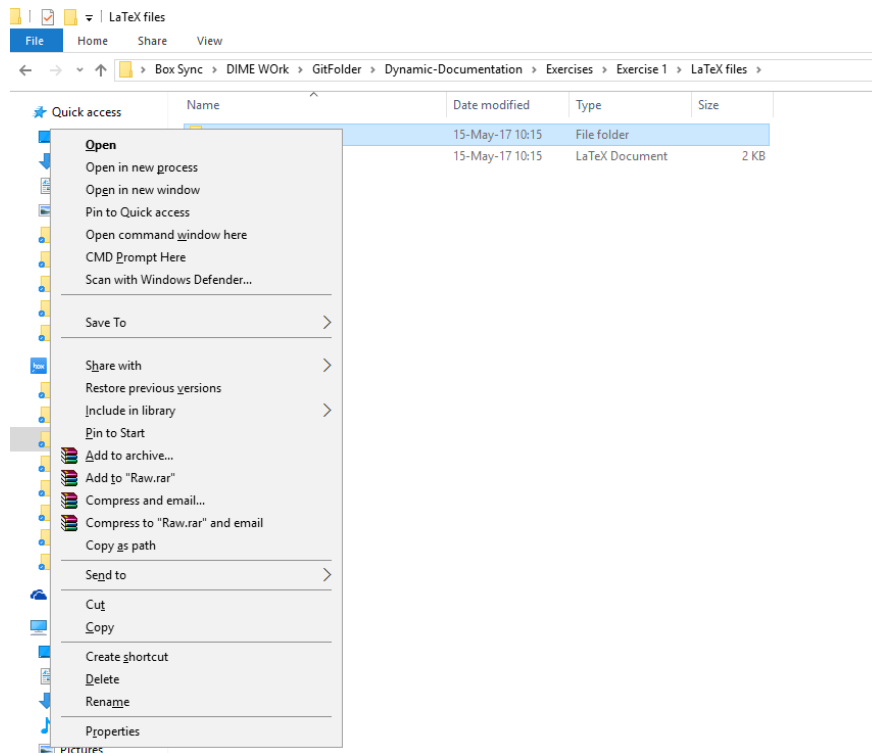 LaTeX files
File Home Share View
Box Sync > DIME WOrk > GitFolder > Dynamic-Documentation > Exercises > Exercise 1 > LaTeX files >
Quick access
Name Date modified Type Size
15-May-17 10:15 File folder
15-May-17 10:15 LaTeX Document 2 KB
Open
Open in new process
Open in new window
Pin to Quick access
Open command window here
CMD Prompt Here
Scan with Windows Defender...
Save To
Share with
Restore previous versions
Include in library
Pin to Start
Add to archive...
Add to "Raw.rar"
Compress and email...
Compress to "Raw.rar" and email
Copy as path
Send to
Cut
Copy
Create shortcut
Delete
Rename
Properties
Pictures